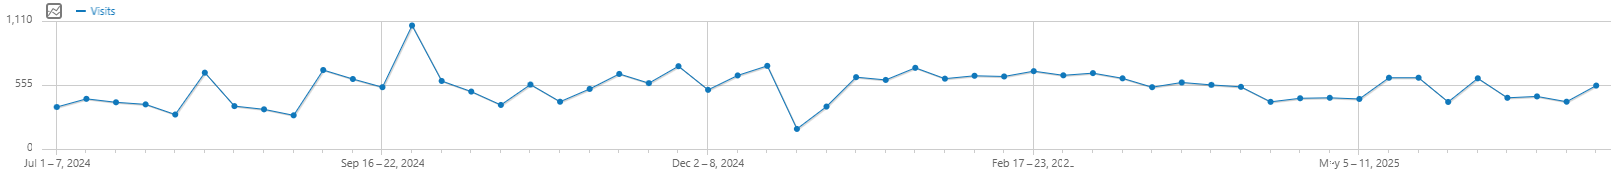 Visits
1,110
555
0
Jul 1 – 7, 2024 Sep 16 – 22, 2024 Dec 2 – 8, 2024 Feb 17 – 23, 5 – 11, 2025